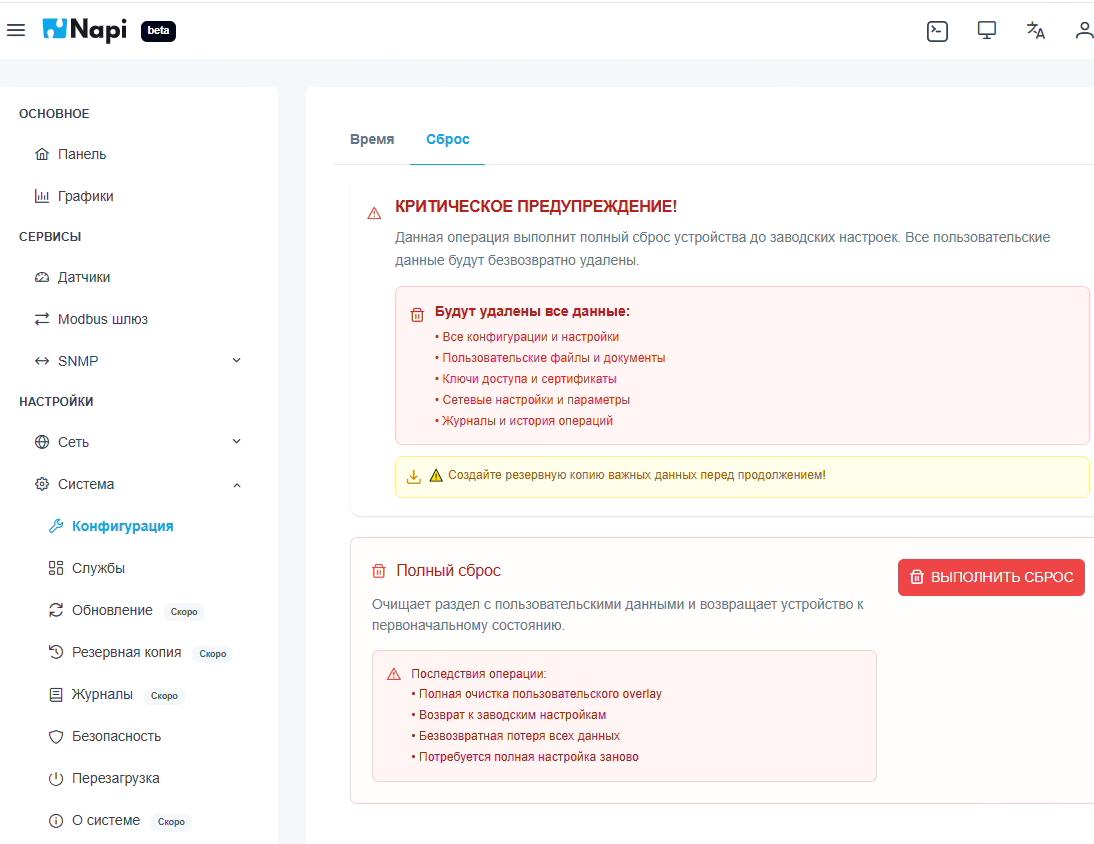 Napi beta
ОСНОВНОЕ
Панель
Графики
СЕРВИСЫ
Датчики
Modbus шлюз
SNMP
НАСТРОЙКИ
Сеть
Система
Конфигурация
Службы
Обновление Скоро
Резервная копия Скоро
Журналы Скоро
Безопасность
Перезагрузка
О системе Скоро
Время Сброс
КРИТИЧЕСКОЕ ПРЕДУПРЕЖДЕНИЕ!
Данная операция выполнит полный сброс устройства до заводских настроек. Все пользовательские
данные будут безвозвратно удалены.
Будут удалены все данные:
• Все конфигурации и настройки
• Пользовательские файлы и документы
• Ключи доступа и сертификаты
• Сетевые настройки и параметры
• Журналы и история операций
⚠ Создайте резервную копию важных данных перед продолжением!
Полный сброс
ВЫПОЛНИТЬ СБРОС
Очищает раздел с пользовательскими данными и возвращает устройство к
первоначальному состоянию.
Последствия операции:
• Полная очистка пользовательского overlay
• Возврат к заводским настройкам
• Безвозвратная потеря всех данных
• Потребуется полная настройка заново